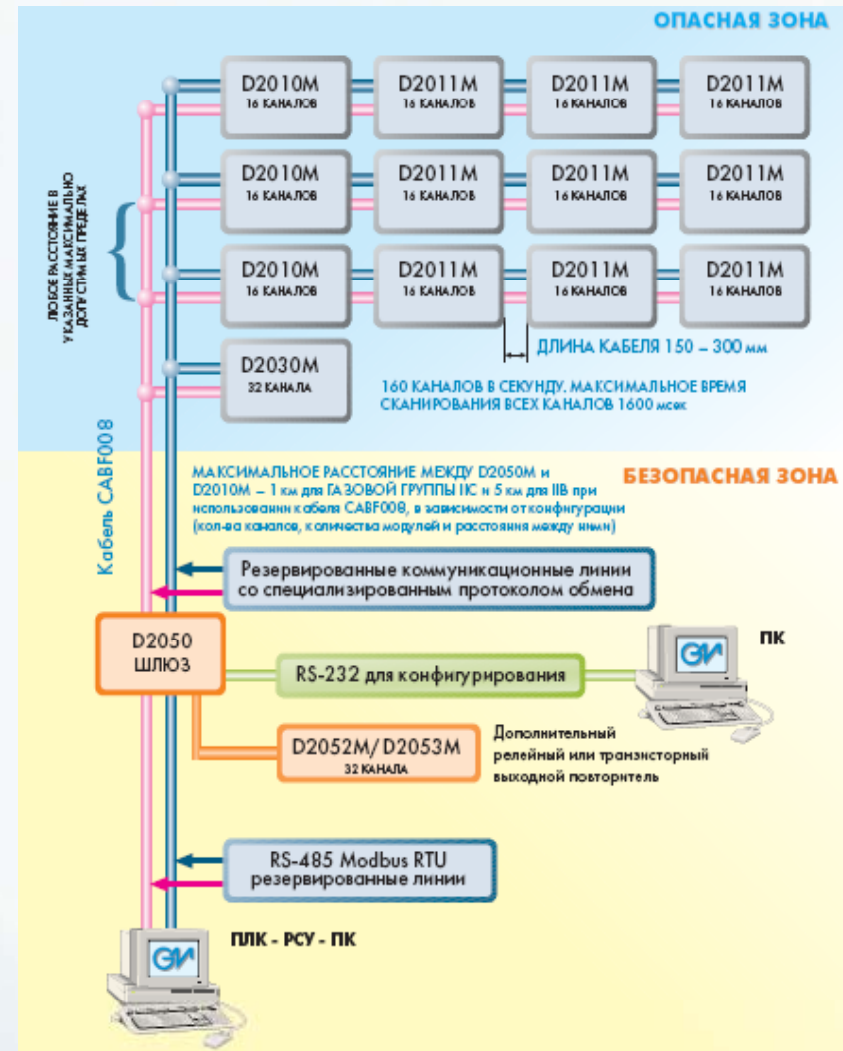 ОПАСНАЯ ЗОНА
D2010M
16 КАНАЛОВ
D2011M
16 КАНАЛОВ
D2011M
16 КАНАЛОВ
D2011M
16 КАНАЛОВ
D2010M
16 КАНАЛОВ
D2011M
16 КАНАЛОВ
D2011M
16 КАНАЛОВ
D2011M
16 КАНАЛОВ
ЛЮБОЕ РАССТОЯНИЕ В
УКАЗАННЫХ МАКСИМАЛЬНО
ДОПУСТИМЫХ ПРЕДЕЛАХ
D2010M
16 КАНАЛОВ
D2011M
16 КАНАЛОВ
D2011M
16 КАНАЛОВ
D2011M
16 КАНАЛОВ
ДЛИНА КАБЕЛЯ 150 – 300 мм
D2030M
32 КАНАЛА
160 КАНАЛОВ В СЕКУНДУ. МАКСИМАЛЬНОЕ ВРЕМЯ
СКАНИРОВАНИЯ ВСЕХ КАНАЛОВ 1600 мсек
Кабель CABF008
МАКСИМАЛЬНОЕ РАССТОЯНИЕ МЕЖДУ D2050M и
D2010M – 1 км для ГАЗОВОЙ ГРУППЫ IIC и 5 км для IIB при
использовании кабеля CABF008, в зависимости от конфигурации
(кол-ва каналов, количества модулей и расстояния между ними)
БЕЗОПАСНАЯ ЗОНА
Резервированные коммуникационные линии
со специализированным протоколом обмена
D2050
ШЛЮЗ
RS-232 для конфигурирования
ПК
D2052M/D2053M
32 КАНАЛА
Дополнительный
релейный или транзисторный
выходной повторитель
RS-485 Modbus RTU
резервированные линии
ПЛК - РСУ - ПК